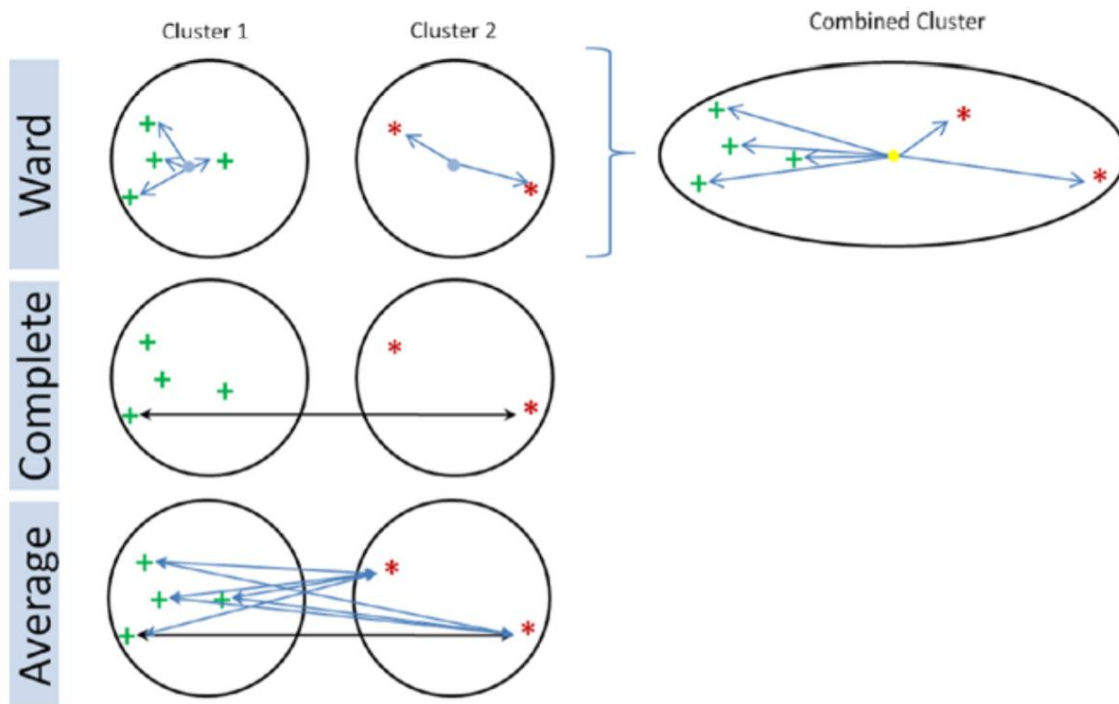 Cluster 1
Cluster 2
Combined Cluster
Ward
Complete
Average